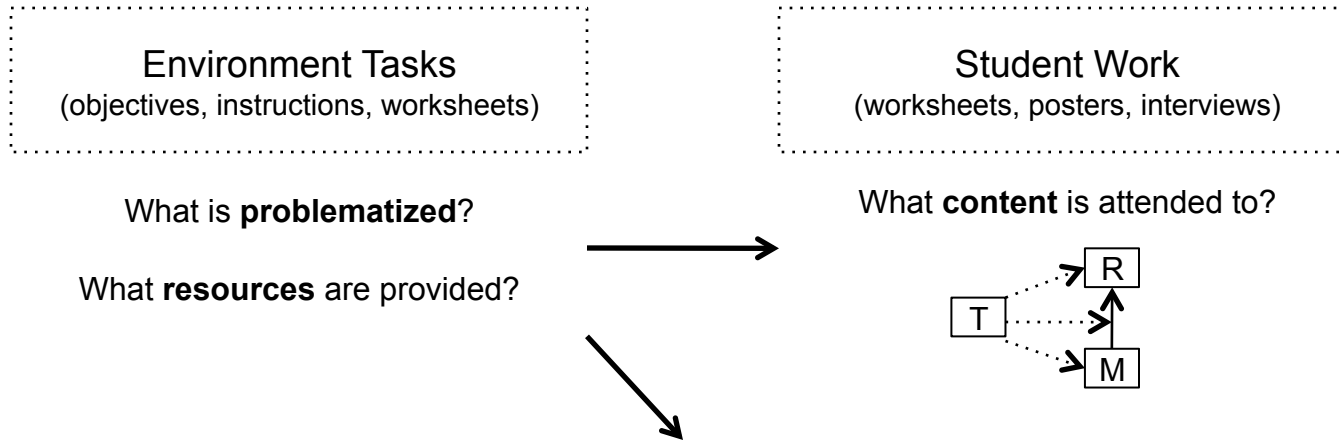 Environment Tasks
(objectives, instructions, worksheets)
What is problematized?
What resources are provided?
Student Work
(worksheets, posters, interviews)
What content is attended to?
R
T
M